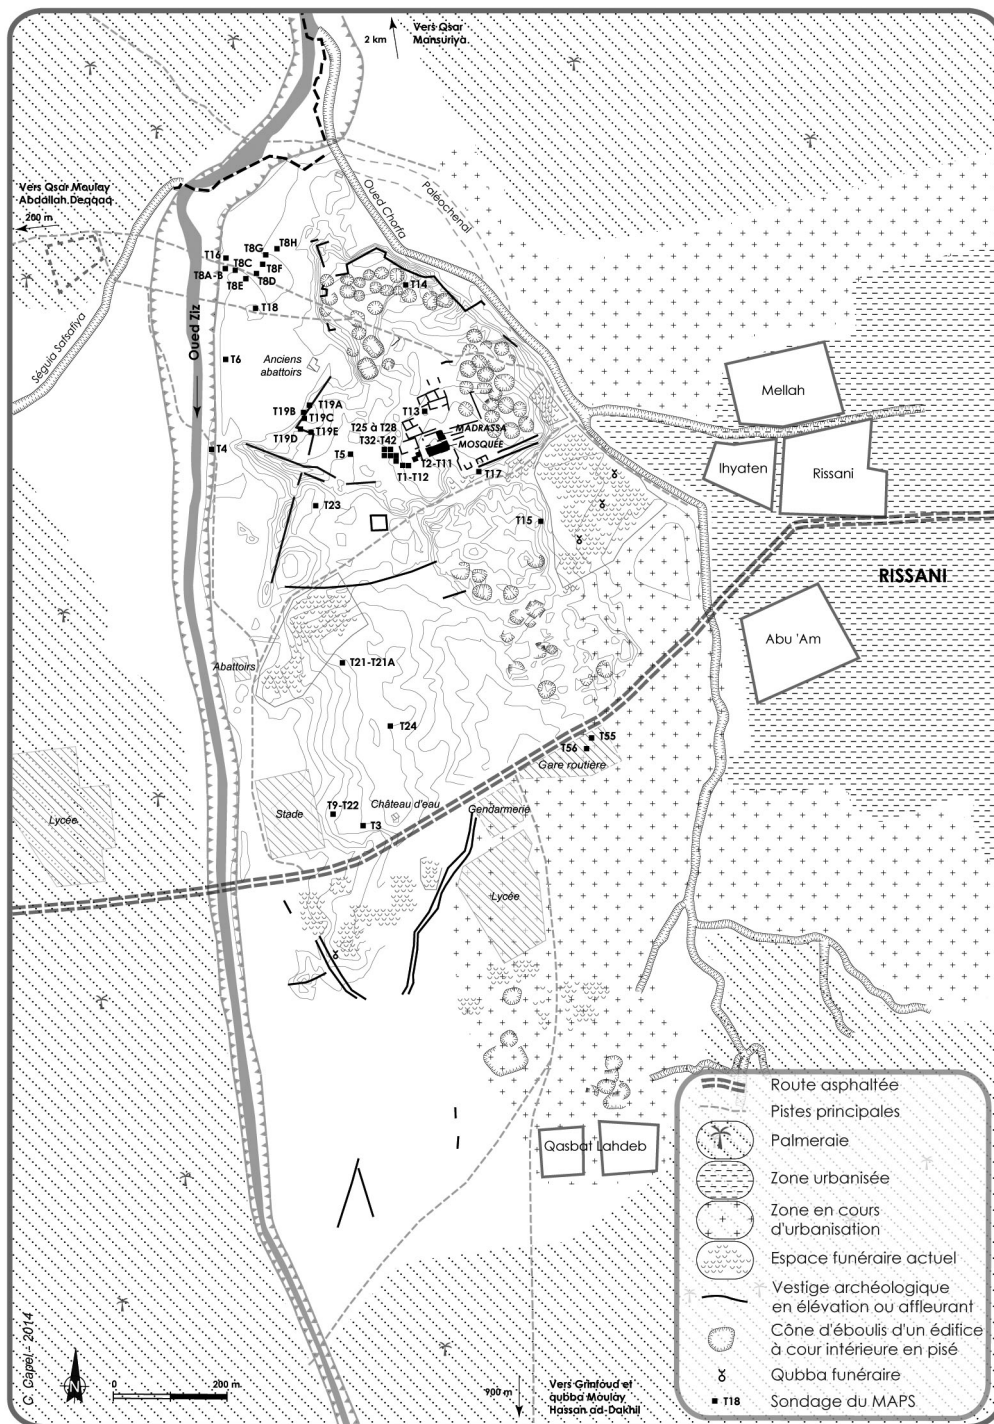 Vers Qsar
Mansuriya
2 km
Vers Qsar Moulay
Abdallah Deqqaq
200 m
Oued Charfa
Paléochenal
Séguia Safsafiya
Oued Ziz
T8H
T8G
T16
T8C
T8F
T8A-B
T8D
T8E
T14
T18
T6
Anciens
abattoirs
Mellah
T19A
T19B
T19C
T13
T25 à T28
MADRASSA
T19D
T19E
T32-T42
MOSQUÉE
T4
T5
T2-T11
T1-T12
T17
Ihyaten
Rissani
T23
T15
RISSANI
Abu 'Am
Abattoirs
T21-T21A
T24
T55
T56
Gare routière
Lycée
Stade
T9-T22
Château d'eau
T3
Gendarmerie
Lycée
Qasbat Lahdeb
Route asphaltée
Pistes principales
Palmeraie
Zone urbanisée
Zone en cours
d'urbanisation
Espace funéraire actuel
Vestige archéologique
en élévation ou affleurant
Cône d'éboulis d'un édifice
à cour intérieure en pisé
Qubba funéraire
T18 Sondage du MAPS
C. Capel - 2014
0 200 m
900 m
Vers Grinfoud et
qubba Moulay
Hassan ad-Dakhil